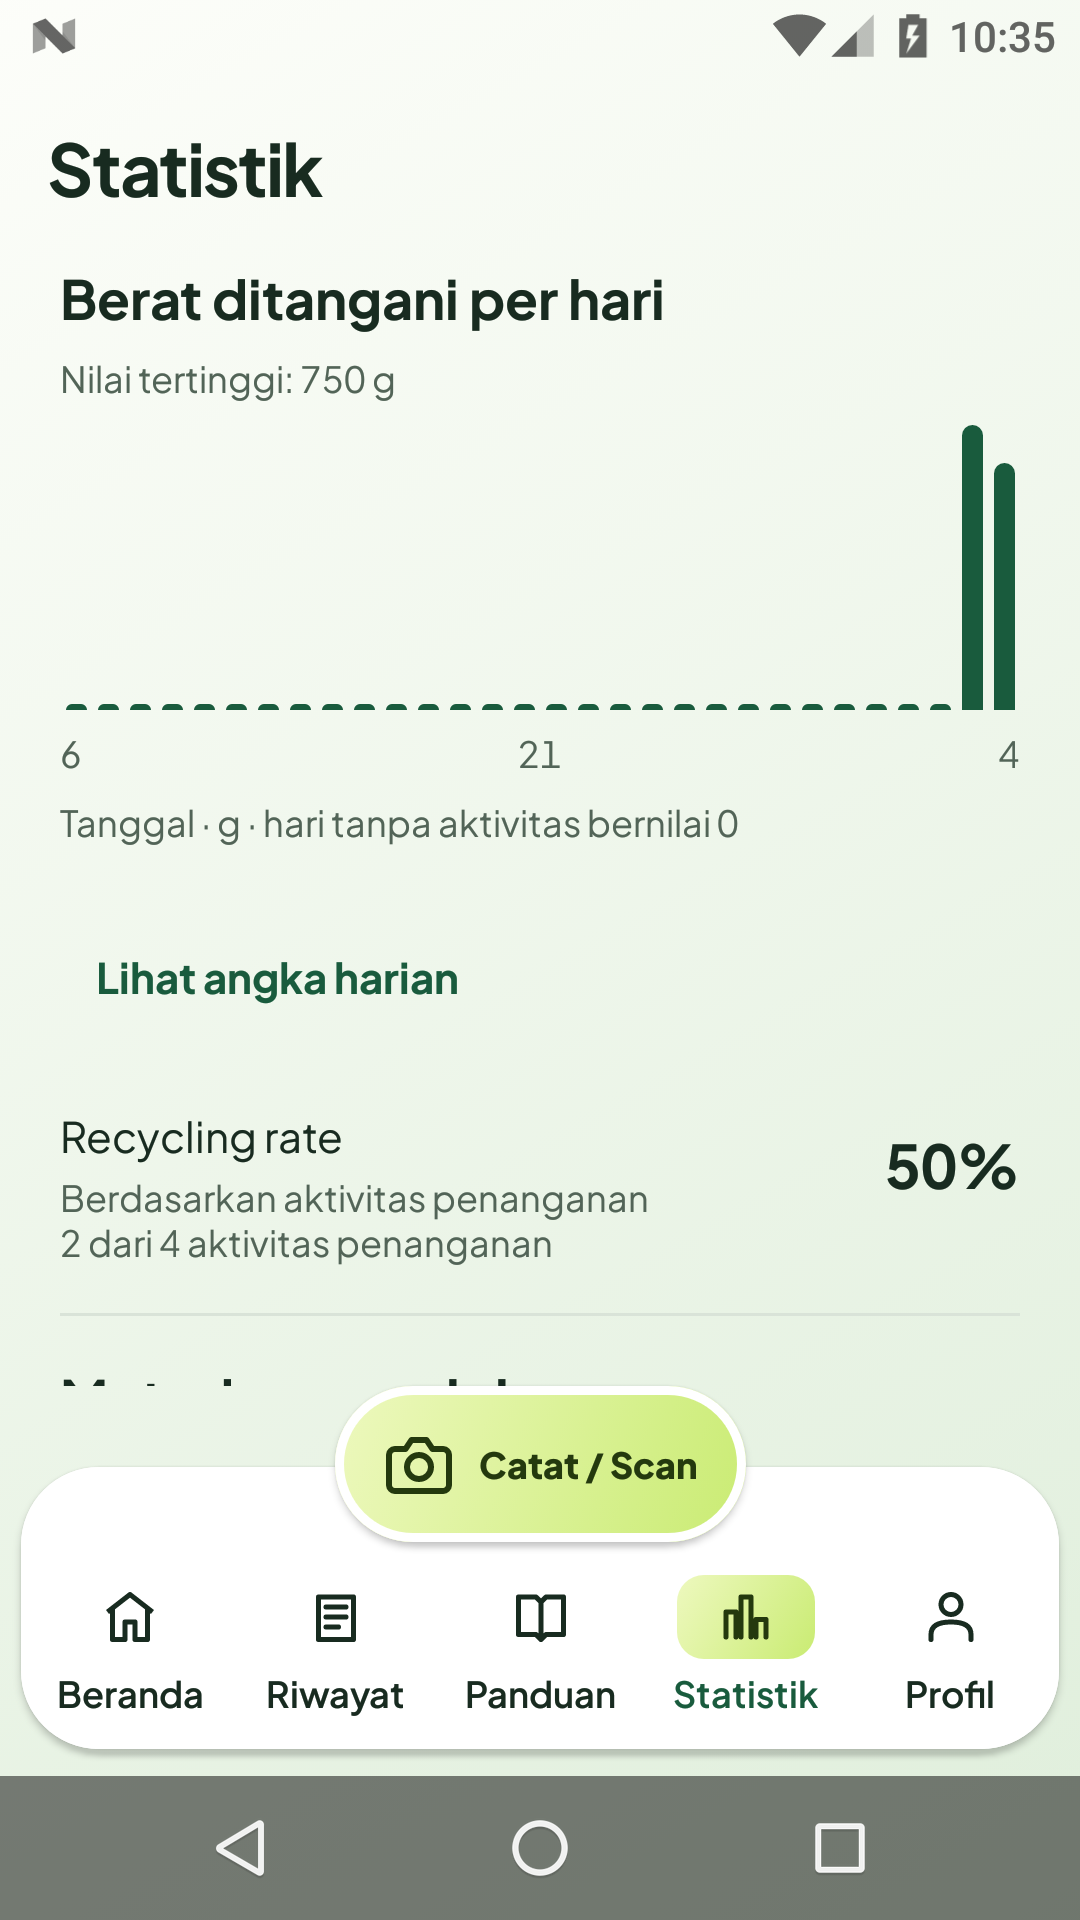 10:35
Statistik
Berat ditangani per hari
Nilai tertinggi: 750 g
6 21 4
Tanggal · g · hari tanpa aktivitas bernilai 0
Lihat angka harian
Recycling rate
50%
Berdasarkan aktivitas penanganan
2 dari 4 aktivitas penanganan
Catat / Scan
Beranda Riwayat Panduan Statistik Profil